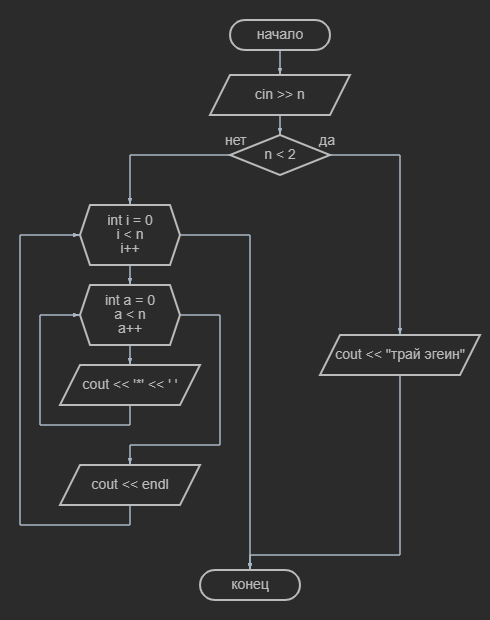 начало
cin >> n
нет
да
n < 2
int i = 0
i < n
i++
int a = 0
a < n
a++
cout << "трай эгеин"
cout << '*' << ' '
cout << endl
конец